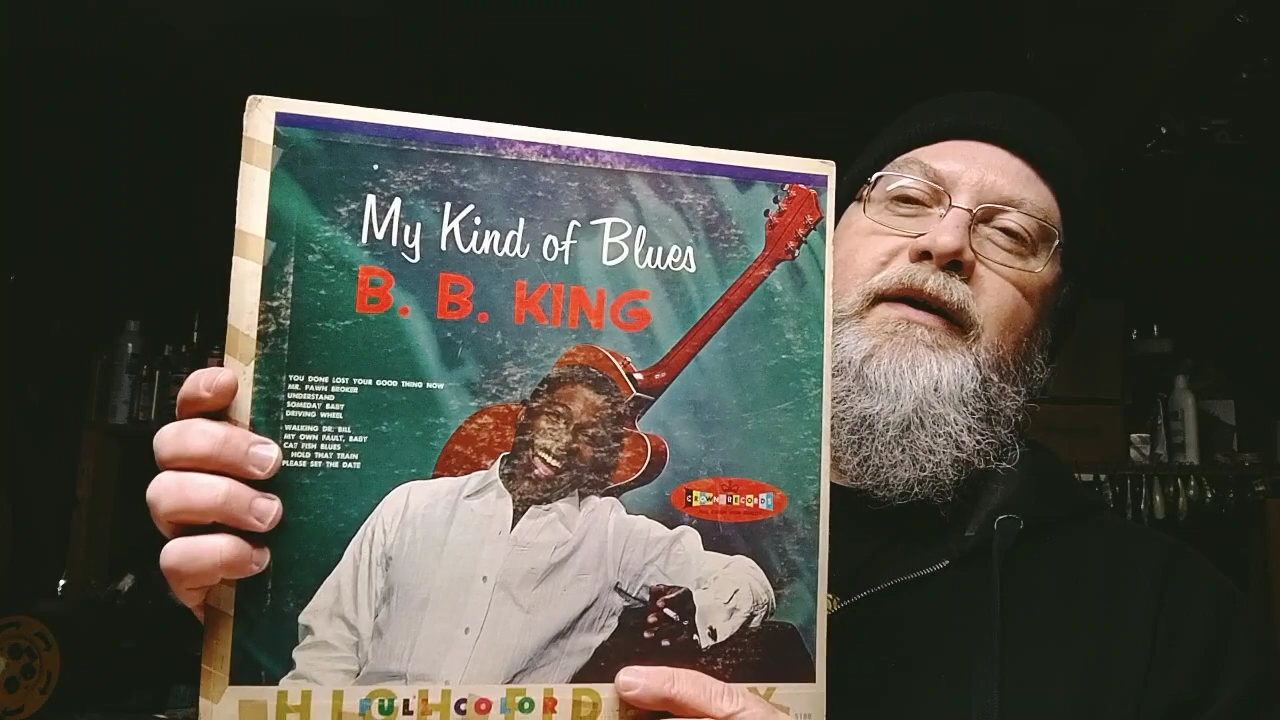 My Kind of Blues
B. B. KING
YOU DONE LOST YOUR GOOD THING NOW
MR. PAWN BROKER
UNDERSTAND
SOMEDAY BABY
DRIVING WHEEL
WALKING DR. BILL
MY OWN FAULT, BABY
CAT FISH BLUES
HOLD THAT TRAIN
PLEASE SET THE DATE
CROWN RECORDS
HIGH FID Y
FULL COLOR